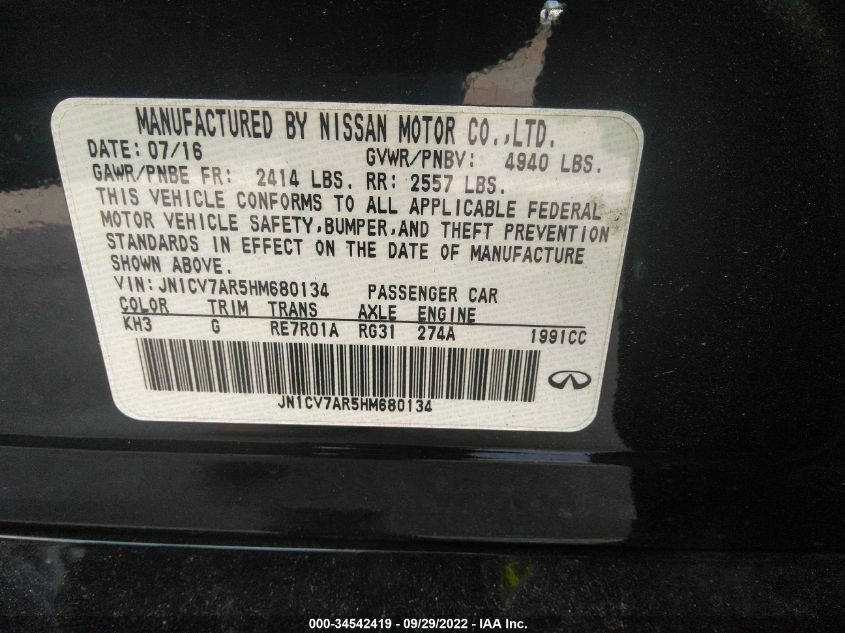 MANUFACTURED BY NISSAN MOTOR CO.,LTD.
DATE: 07/16 GVWR/PNBV: 4940 LBS.
GAWR/PNBE FR: 2414 LBS. RR: 2557 LBS.
THIS VEHICLE CONFORMS TO ALL APPLICABLE FEDERAL
MOTOR VEHICLE SAFETY,BUMPER,AND THEFT PREVENTION
STANDARDS IN EFFECT ON THE DATE OF MANUFACTURE
SHOWN ABOVE.
VIN: JN1CV7AR5HM680134 PASSENGER CAR
COLOR TRIM TRANS AXLE ENGINE
KH3 G RE7R01A RG31 274A 1991CC
JN1CV7AR5HM680134
000-34542419 - 09/29/2022 - IAA Inc.